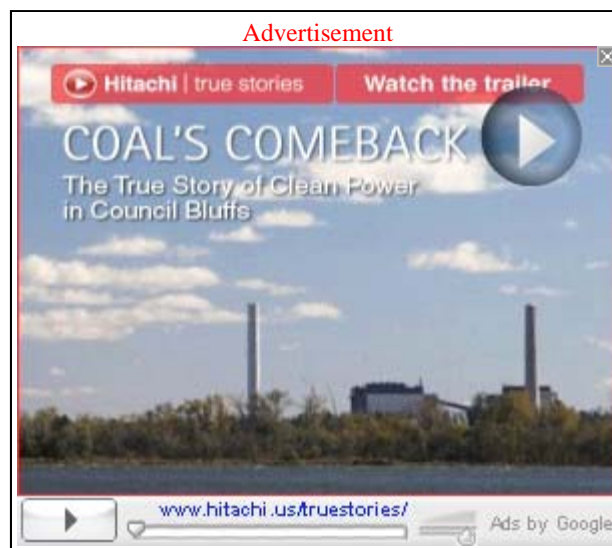 Advertisement
Hitachi | true stories
Watch the trailer
COAL'S COMEBACK
The True Story of Clean Power
in Council Bluffs
www.hitachi.us/truestories/
Ads by Google